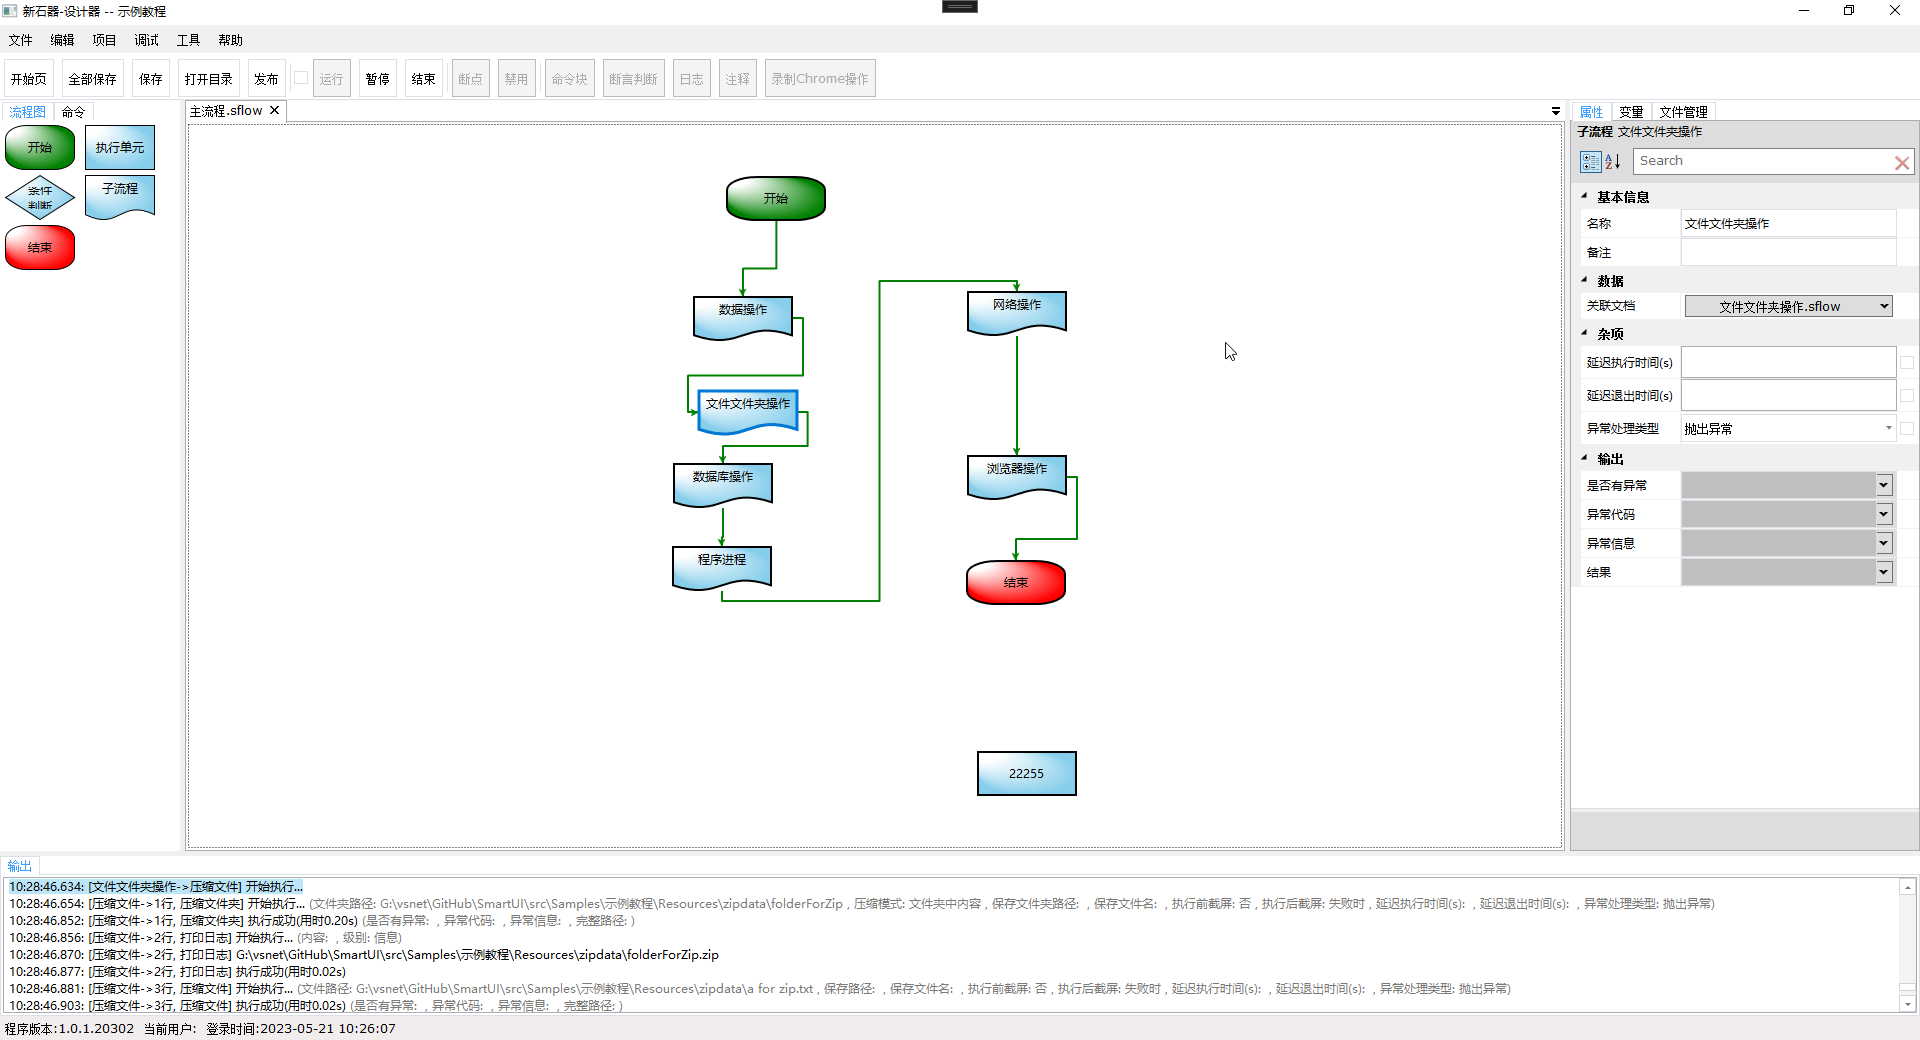 新石器-设计器 -- 示例教程
文件 编辑 项目 调试 工具 帮助
开始页 全部保存 保存 打开目录 发布 运行 暂停 结束 断点 禁用 命令块 断言判断 日志 注释 录制Chrome操作
流程图 命令
开始 执行单元
条件判断 子流程
结束
主流程.sflow
开始
数据操作
文件文件夹操作
数据库操作
程序进程
网络操作
浏览器操作
结束
22255
属性 变量 文件管理
子流程 文件文件夹操作
Search
基本信息
名称 文件文件夹操作
备注
数据
关联文档 文件文件夹操作.sflow
杂项
延迟执行时间(s)
延迟退出时间(s)
异常处理类型 抛出异常
输出
是否有异常
异常代码
异常信息
结果
输出
10:28:46.634: [文件文件夹操作->压缩文件] 开始执行...
10:28:46.654: [压缩文件->1行, 压缩文件夹] 开始执行... (文件夹路径: G:\vsnet\GitHub\SmartUI\src\Samples\示例教程\Resources\zipdata\folderForZip , 压缩模式: 文件夹中内容 , 保存文件夹路径:  , 保存文件名:  , 执行前截屏: 否 , 执行后截屏: 失败时 , 延迟执行时间(s):  , 延迟退出时间(s):  , 异常处理类型: 抛出异常)
10:28:46.852: [压缩文件->1行, 压缩文件夹] 执行成功(用时0.20s) (是否有异常:  , 异常代码:  , 异常信息:  , 完整路径: )
10:28:46.856: [压缩文件->2行, 打印日志] 开始执行... (内容:  , 级别: 信息)
10:28:46.870: [压缩文件->2行, 打印日志] G:\vsnet\GitHub\SmartUI\src\Samples\示例教程\Resources\zipdata\folderForZip.zip
10:28:46.877: [压缩文件->2行, 打印日志] 执行成功(用时0.02s)
10:28:46.881: [压缩文件->3行, 压缩文件] 开始执行... (文件路径: G:\vsnet\GitHub\SmartUI\src\Samples\示例教程\Resources\zipdata\a for zip.txt , 保存路径:  , 保存文件名:  , 执行前截屏: 否 , 执行后截屏: 失败时 , 延迟执行时间(s):  , 延迟退出时间(s):  , 异常处理类型: 抛出异常)
10:28:46.903: [压缩文件->3行, 压缩文件] 执行成功(用时0.02s) (是否有异常:  , 异常代码:  , 异常信息:  , 完整路径: )
程序版本:1.0.1.20302 当前用户: 登录时间:2023-05-21 10:26:07